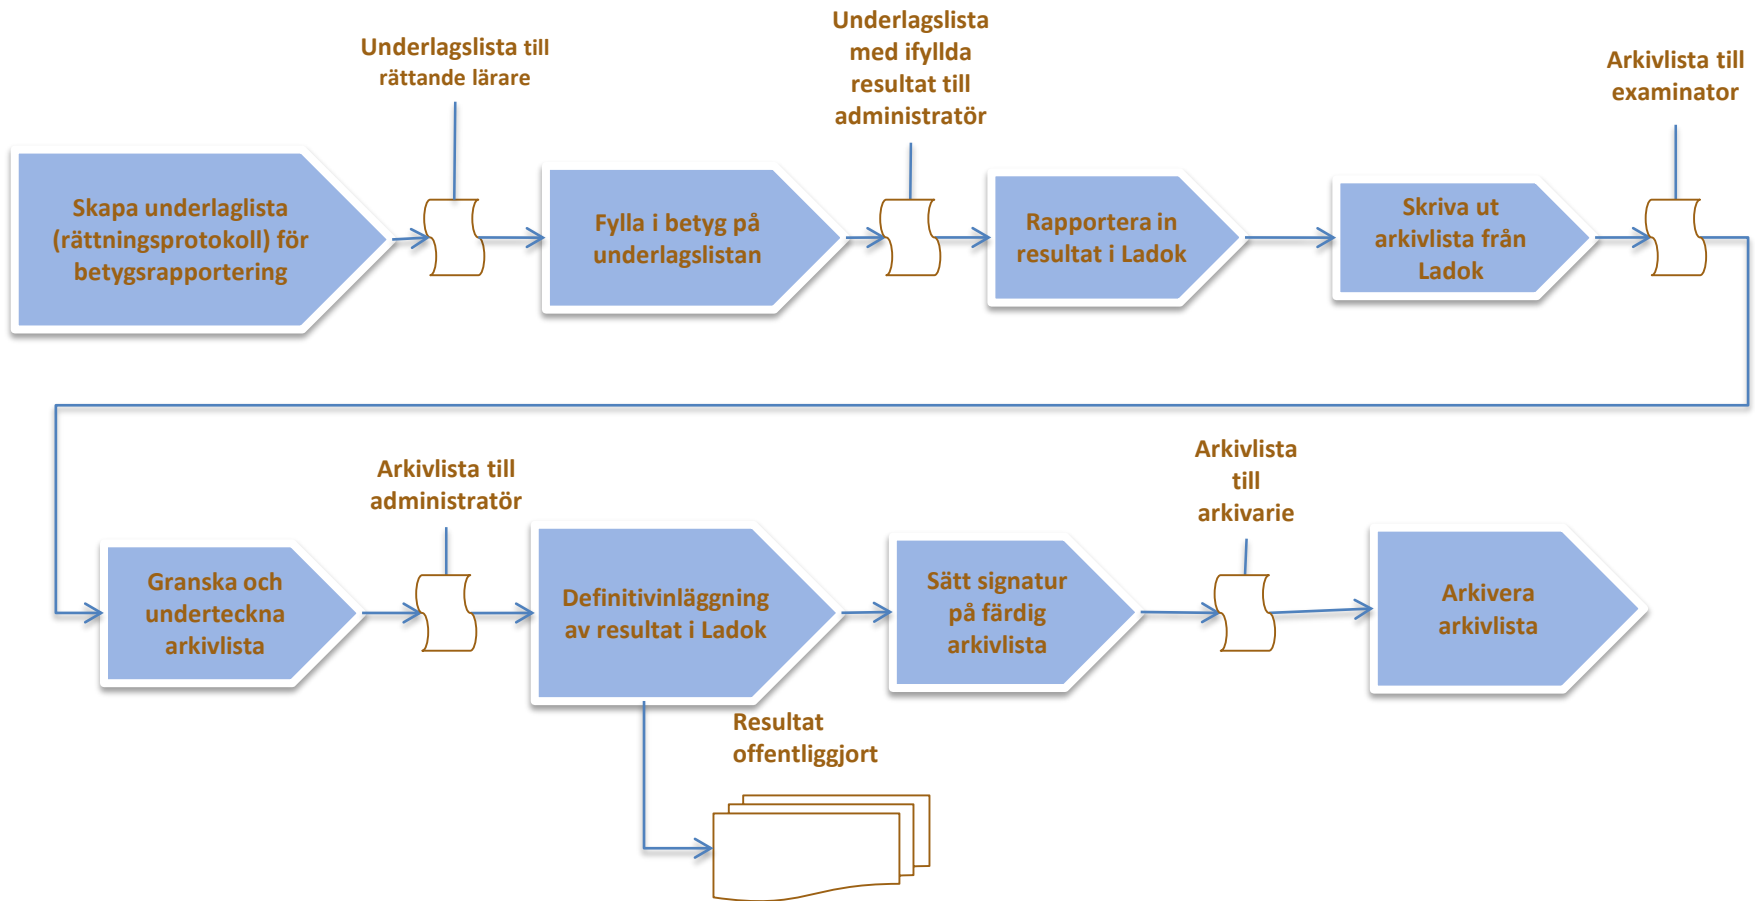 Underlagslista till
rättande lärare
Underlagslista
med ifyllda
resultat till
administratör
Arkivlista till
examinator
Skapa underlaglista
(rättningsprotokoll) för
betygsrapportering
Fylla i betyg på
underlagslistan
Rapportera in
resultat i Ladok
Skriva ut
arkivlista från
Ladok
Arkivlista till
administratör
Arkivlista
till
arkivarie
Granska och
underteckna
arkivlista
Definitivinläggning
av resultat i Ladok
Sätt signatur
på färdig
arkivlista
Arkivera
arkivlista
Resultat
offentliggjort